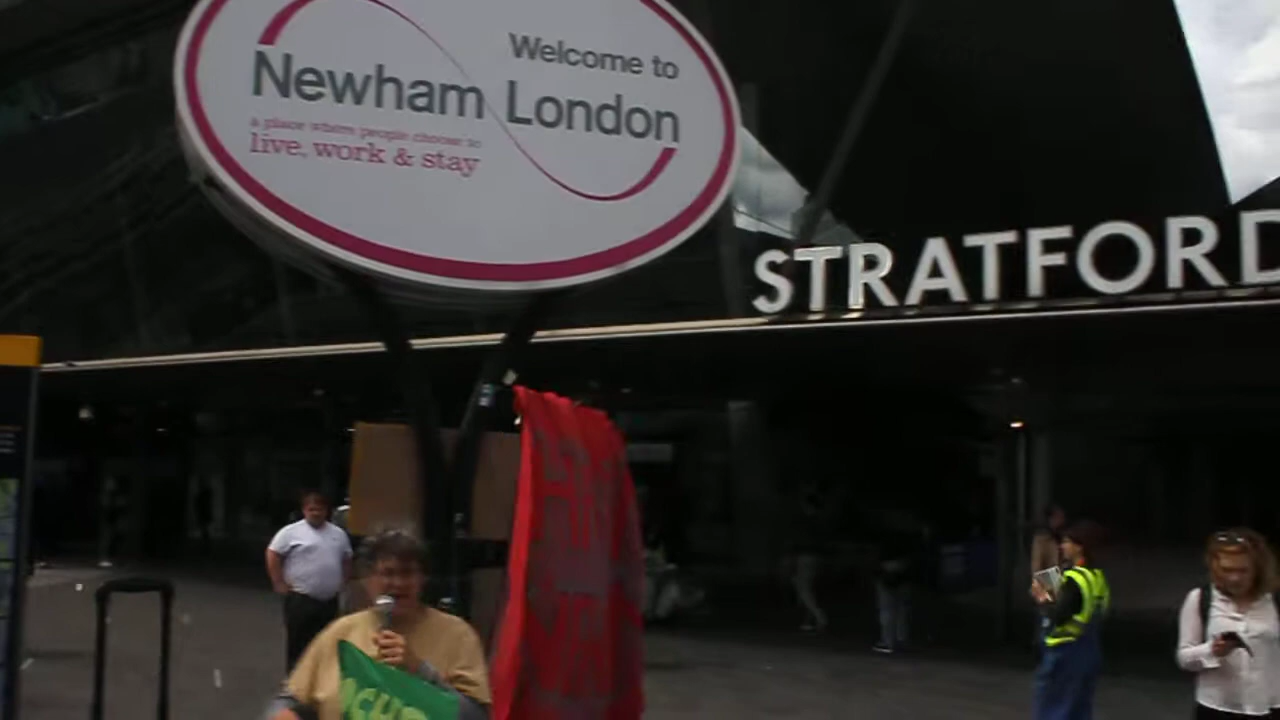 Welcome to
Newham London
a place where people choose to
live, work & stay
STRATFORD